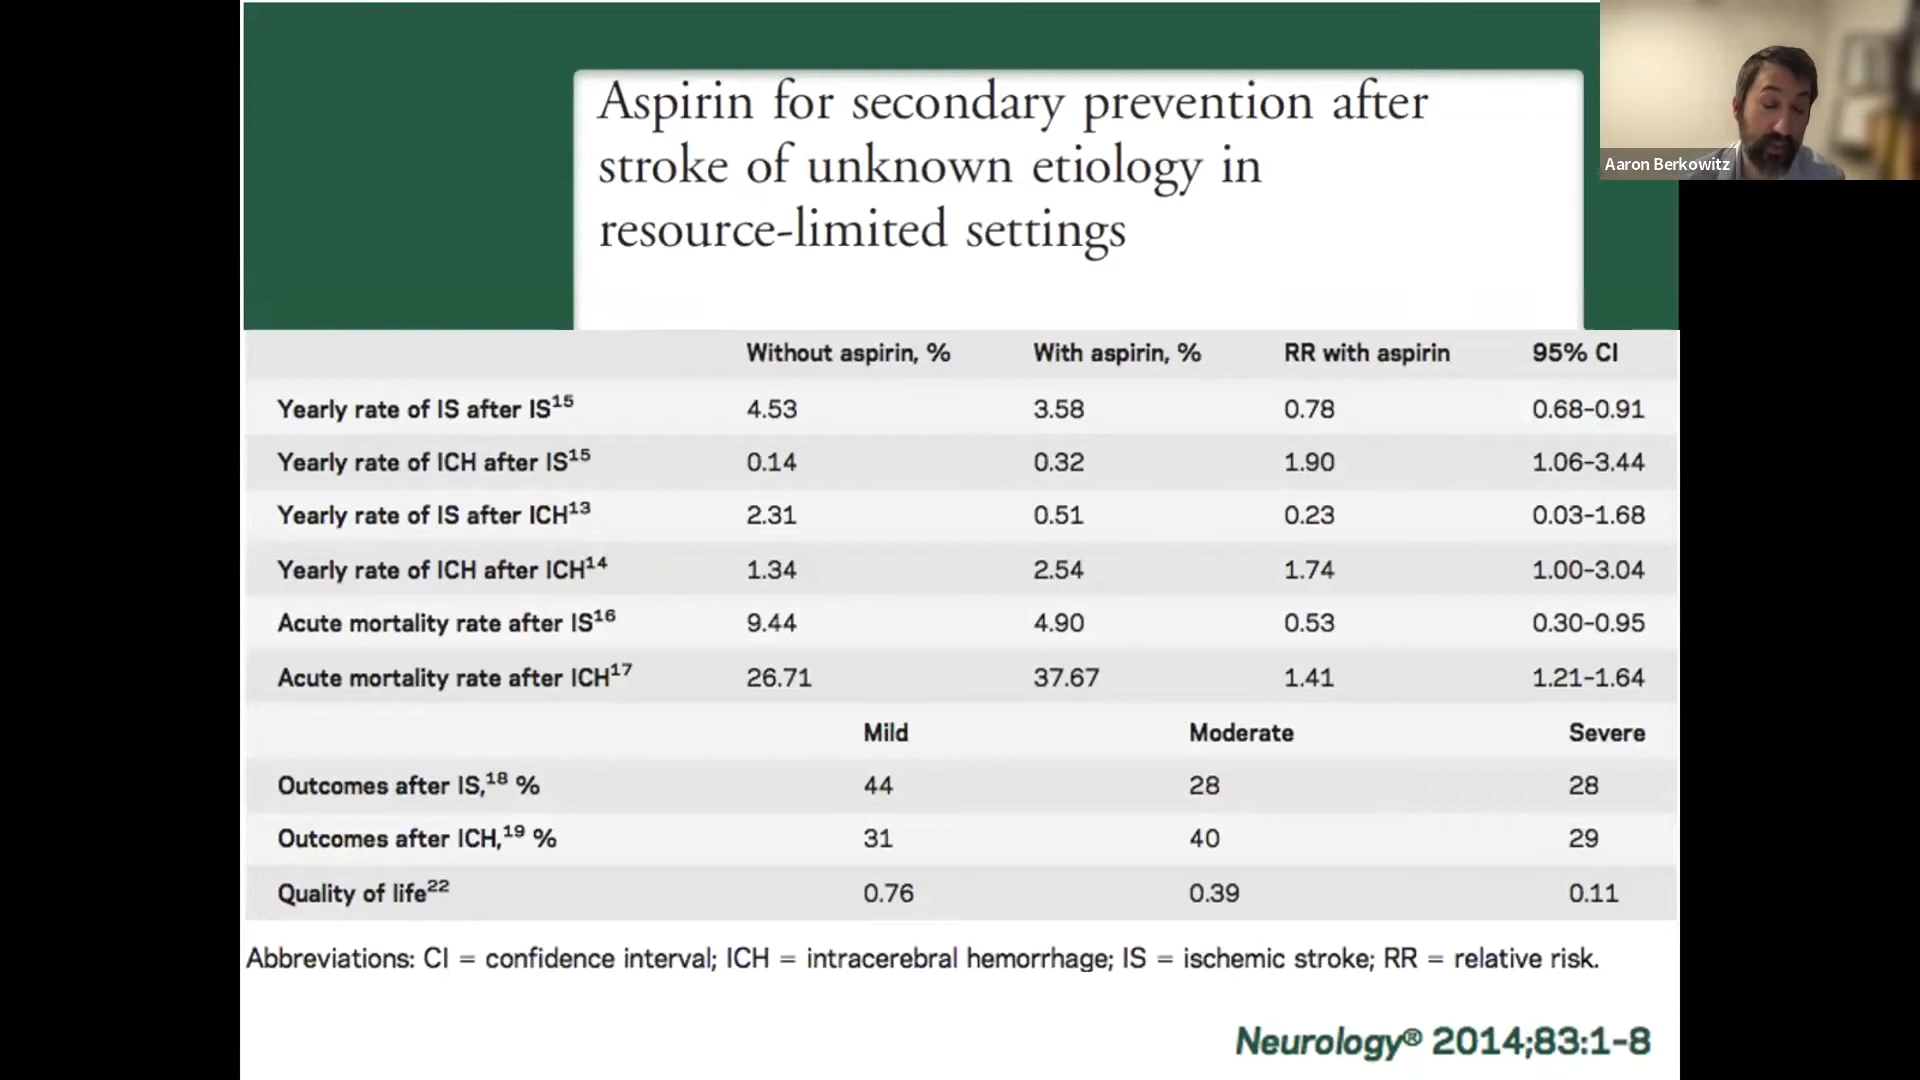 Aspirin for secondary prevention after
stroke of unknown etiology in
resource-limited settings
Aaron Berkowitz
Without aspirin, % With aspirin, % RR with aspirin 95% CI
Yearly rate of IS after IS15 4.53 3.58 0.78 0.68–0.91
Yearly rate of ICH after IS15 0.14 0.32 1.90 1.06–3.44
Yearly rate of IS after ICH13 2.31 0.51 0.23 0.03–1.68
Yearly rate of ICH after ICH14 1.34 2.54 1.74 1.00–3.04
Acute mortality rate after IS16 9.44 4.90 0.53 0.30–0.95
Acute mortality rate after ICH17 26.71 37.67 1.41 1.21–1.64
Mild Moderate Severe
Outcomes after IS,18 % 44 28 28
Outcomes after ICH,19 % 31 40 29
Quality of life22 0.76 0.39 0.11
Abbreviations: CI = confidence interval; ICH = intracerebral hemorrhage; IS = ischemic stroke; RR = relative risk.
Neurology® 2014;83:1–8